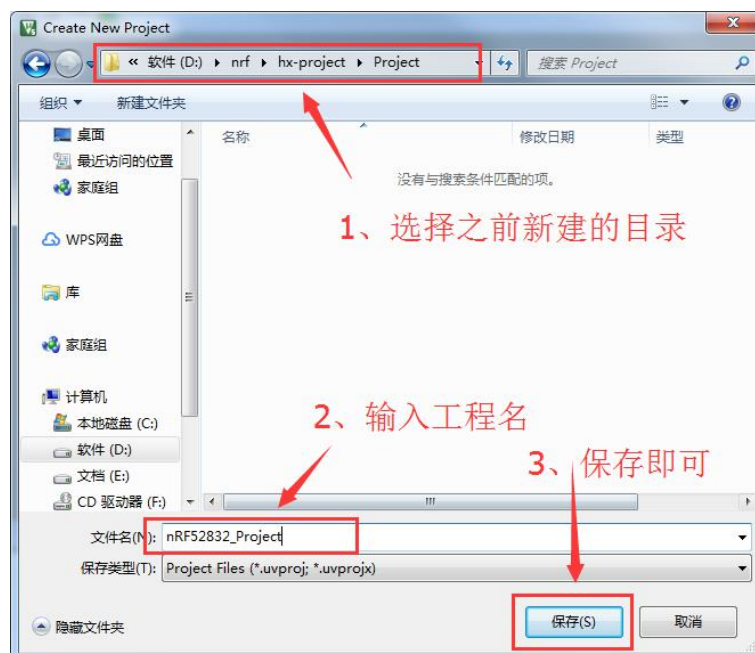 Create New Project
« 软件 (D:) ▸ nrf ▸ hx-project ▸ Project
搜索 Project
组织 ▼ 新建文件夹
桌面
最近访问的位置
家庭组
WPS网盘
库
家庭组
计算机
本地磁盘 (C:)
软件 (D:)
文档 (E:)
CD 驱动器 (F:)
名称 修改日期 类型
没有与搜索条件匹配的项。
1、选择之前新建的目录
2、输入工程名
3、保存即可
文件名(N): nRF52832_Project
保存类型(T): Project Files (*.uvproj; *.uvprojx)
隐藏文件夹
保存(S) 取消